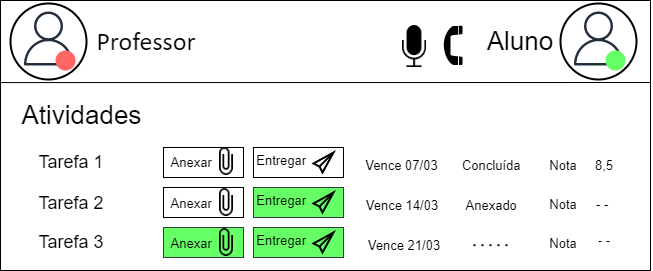 Professor Aluno
Atividades
Tarefa 1 Anexar Entregar Vence 07/03 Concluída Nota 8,5
Tarefa 2 Anexar Entregar Vence 14/03 Anexado Nota - -
Tarefa 3 Anexar Entregar Vence 21/03 ..... Nota - -